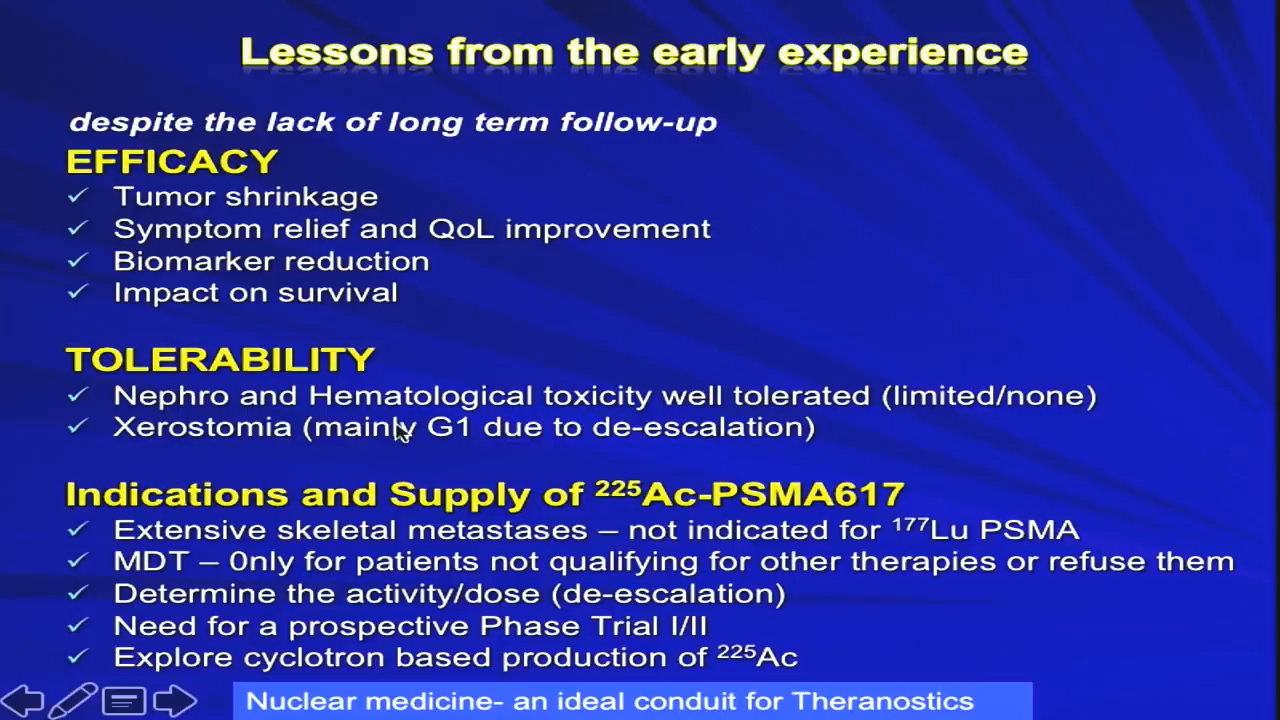 Lessons from the early experience
despite the lack of long term follow-up
EFFICACY
✓ Tumor shrinkage
✓ Symptom relief and QoL improvement
✓ Biomarker reduction
✓ Impact on survival
TOLERABILITY
✓ Nephro and Hematological toxicity well tolerated (limited/none)
✓ Xerostomia (mainly G1 due to de-escalation)
Indications and Supply of ²²⁵Ac-PSMA617
✓ Extensive skeletal metastases – not indicated for ¹⁷⁷Lu PSMA
✓ MDT – 0nly for patients not qualifying for other therapies or refuse them
✓ Determine the activity/dose (de-escalation)
✓ Need for a prospective Phase Trial I/II
✓ Explore cyclotron based production of ²²⁵Ac
Nuclear medicine- an ideal conduit for Theranostics